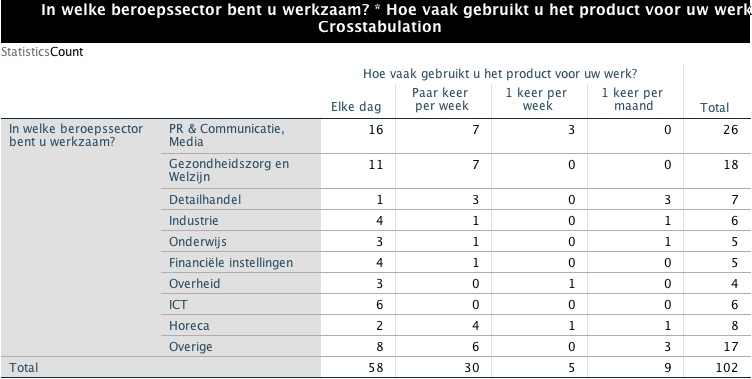 In welke beroepssector bent u werkzaam? * Hoe vaak gebruikt u het product voor uw werk
Crosstabulation
StatisticsCount
Hoe vaak gebruikt u het product voor uw werk?
Elke dag Paar keer per week 1 keer per week 1 keer per maand Total
In welke beroepssector bent u werkzaam? PR & Communicatie, Media 16 7 3 0 26
Gezondheidszorg en Welzijn 11 7 0 0 18
Detailhandel 1 3 0 3 7
Industrie 4 1 0 1 6
Onderwijs 3 1 0 1 5
Financiële instellingen 4 1 0 0 5
Overheid 3 0 1 0 4
ICT 6 0 0 0 6
Horeca 2 4 1 1 8
Overige 8 6 0 3 17
Total 58 30 5 9 102